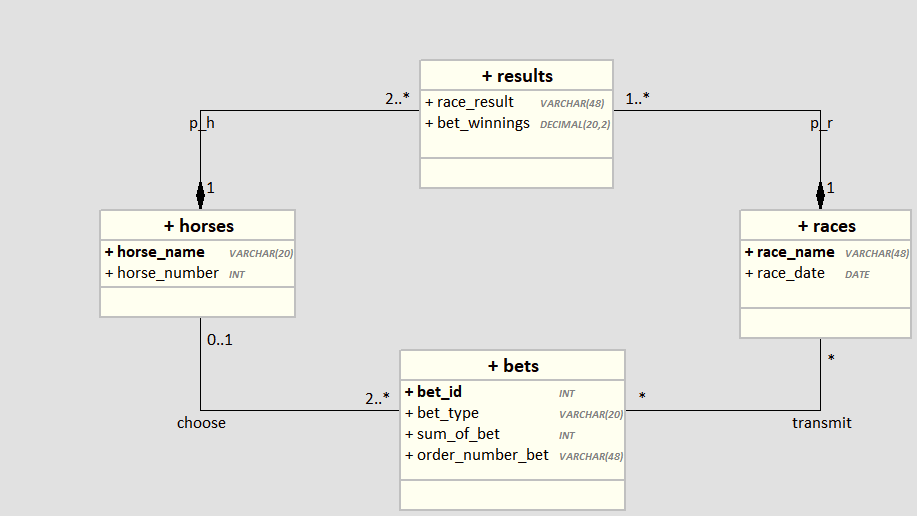 + results
2..*
1..*
+ race_result VARCHAR(48)
+ bet_winnings DECIMAL(20,2)
p_h
p_r
1
1
+ horses
+ races
+ horse_name VARCHAR(20)
+ horse_number INT
+ race_name VARCHAR(48)
+ race_date DATE
0..1
*
+ bets
2..*
*
+ bet_id INT
+ bet_type VARCHAR(20)
+ sum_of_bet INT
+ order_number_bet VARCHAR(48)
choose
transmit